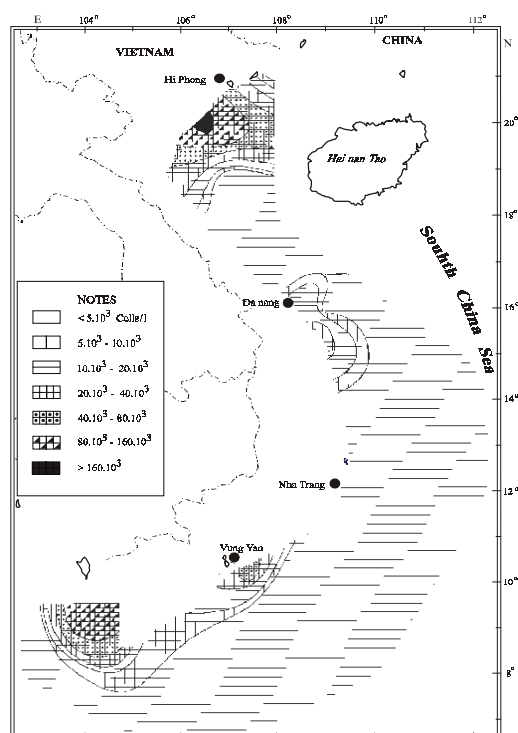 E 104° 106° 108° 110° 112°
N
VIETNAM
CHINA
Hi Phong
20°
Hai nan Tao
18°
Southth China Sea
Da nang
16°
NOTES
<5.10³ Cells/l
5.10³ - 10.10³
10.10³ - 20.10³
20.10³ - 40.10³
40.10³ - 80.10³
80.10³ - 160.10³
> 160.10³
14°
Nha Trang
12°
Vung Yau
10°
8°